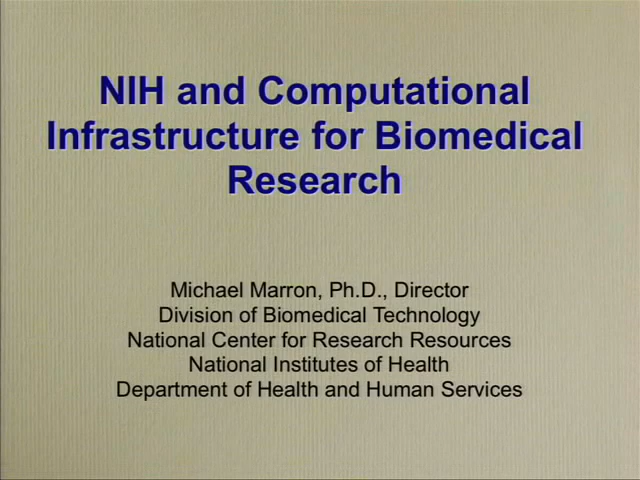 NIH and Computational
Infrastructure for Biomedical
Research
Michael Marron, Ph.D., Director
Division of Biomedical Technology
National Center for Research Resources
National Institutes of Health
Department of Health and Human Services